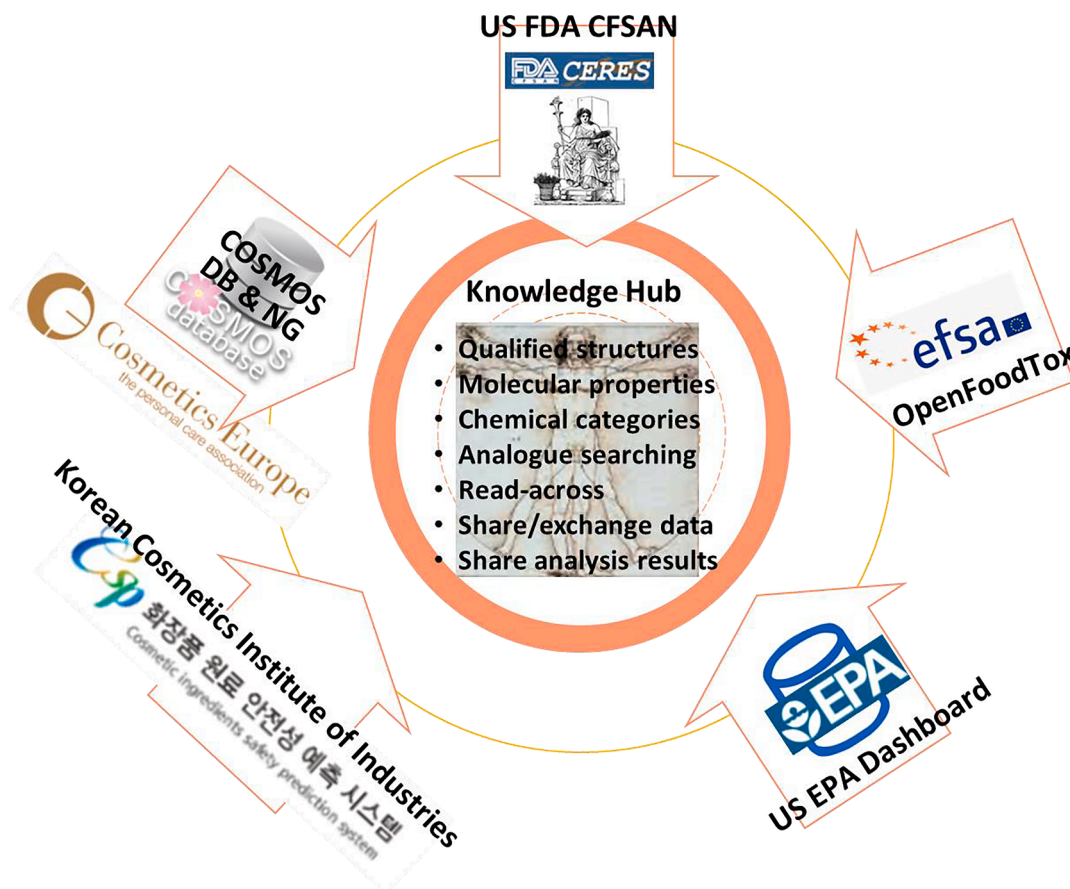 US FDA CFSAN
FDA CERES
CFSAN
COSMOS
DB & NG
COSMOS
database
Cosmetics Europe
the personal care association
Knowledge Hub
• Qualified structures
• Molecular properties
• Chemical categories
• Analogue searching
• Read-across
• Share/exchange data
• Share analysis results
efsa
OpenFoodTox
Korean Cosmetics Institute of Industries
Csp
화장품 원료 안전성 예측 시스템
Cosmetic ingredients safety prediction system
EPA
US EPA Dashboard